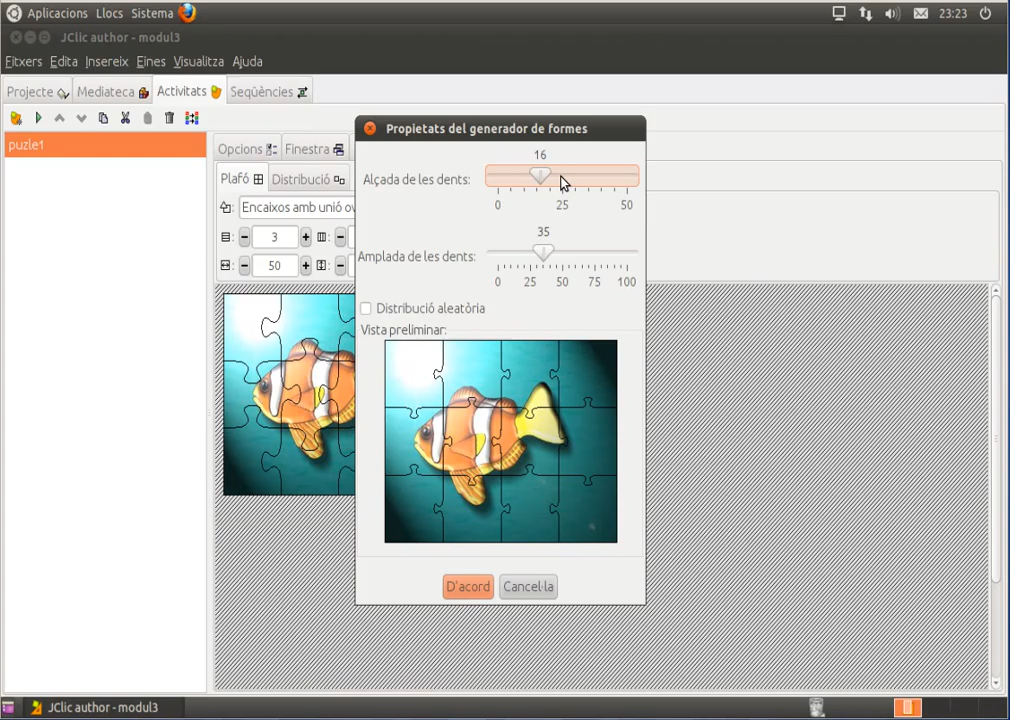 Aplicacions Llocs Sistema 23:23
JClic author - modul3
Fitxers Edita Insereix Eines Visualitza Ajuda
Projecte Mediateca Activitats Seqüències
puzle1
Opcions Finestra
Plafó Distribució
Encaixos amb unió ov
3
50
Propietats del generador de formes
16
Alçada de les dents:
0 25 50
35
Amplada de les dents:
0 25 50 75 100
Distribució aleatòria
Vista preliminar:
D'acord Cancel·la
JClic author - modul3